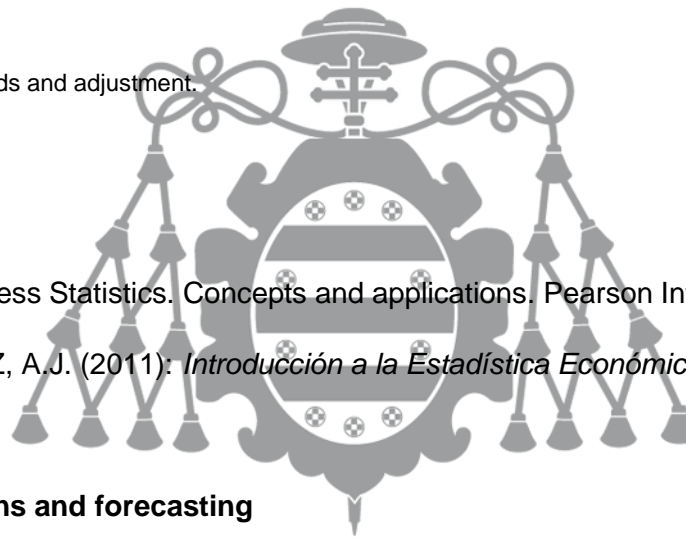 ds and adjustment.
ess Statistics. Concepts and applications. Pearson In
, A.J. (2011): Introducción a la Estadística Económic
ns and forecasting